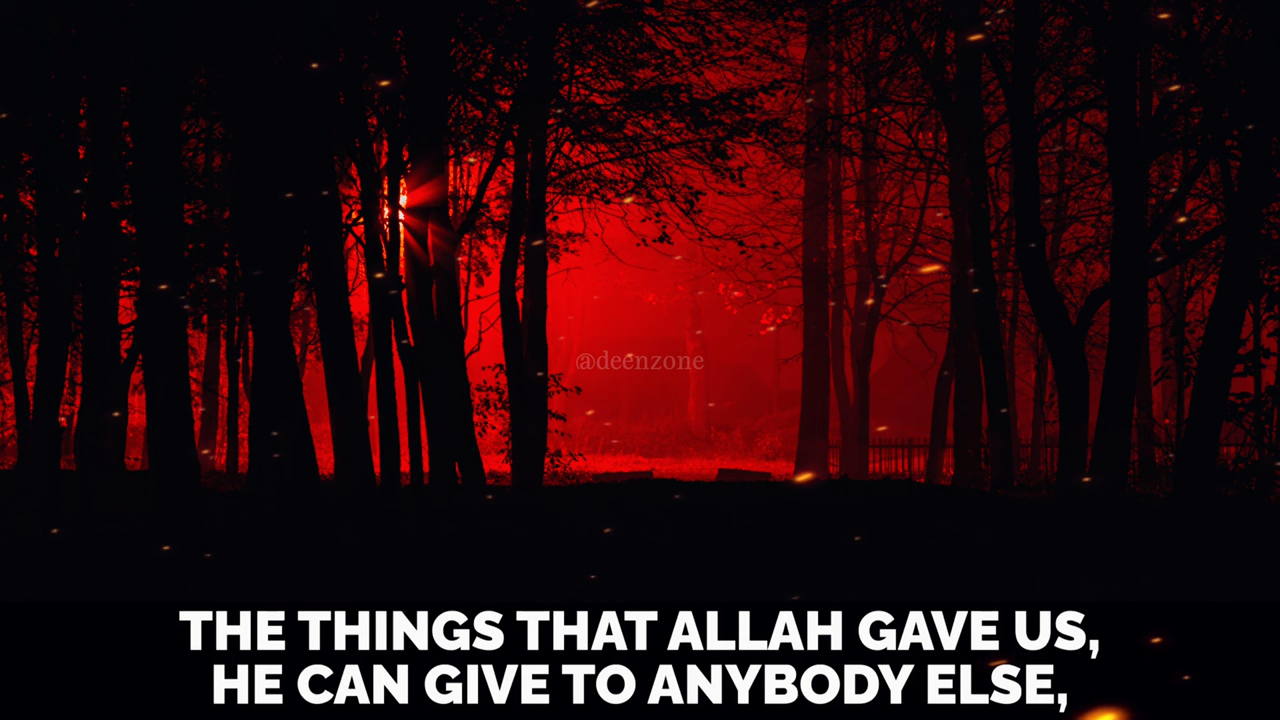 @deenzone
THE THINGS THAT ALLAH GAVE US,
HE CAN GIVE TO ANYBODY ELSE,